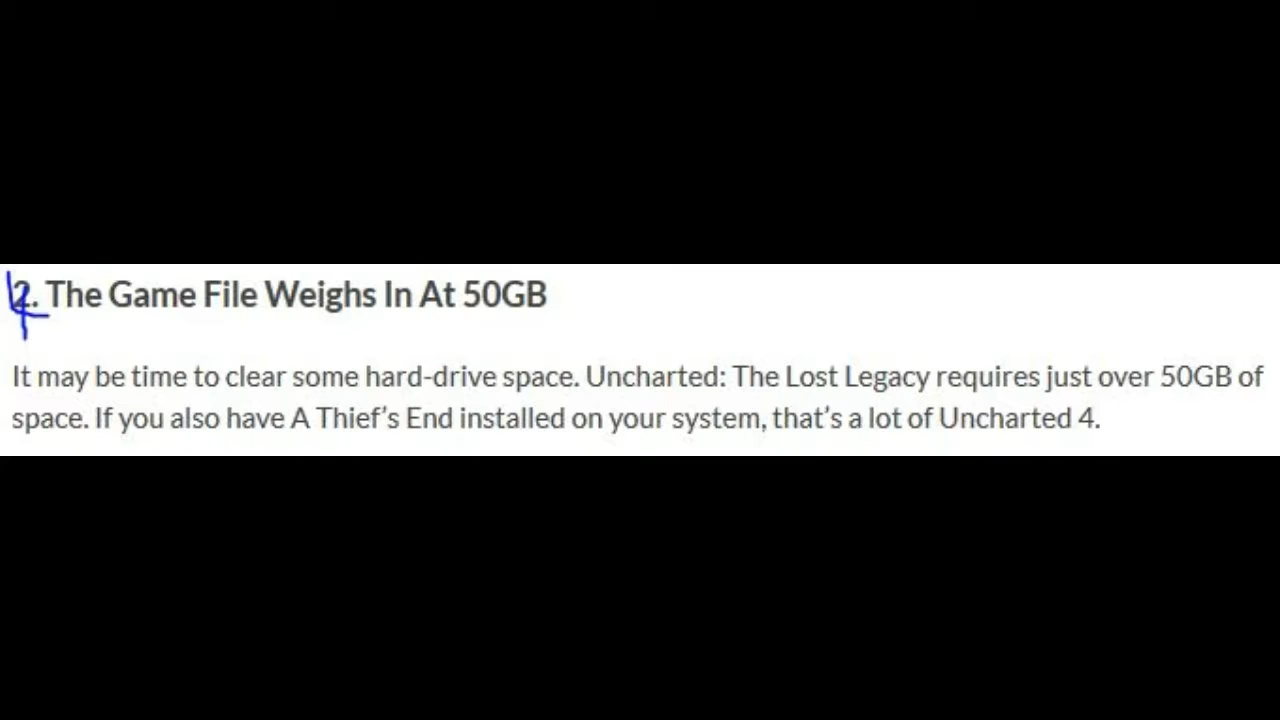 2. The Game File Weighs In At 50GB
It may be time to clear some hard-drive space. Uncharted: The Lost Legacy requires just over 50GB of
space. If you also have A Thief’s End installed on your system, that’s a lot of Uncharted 4.